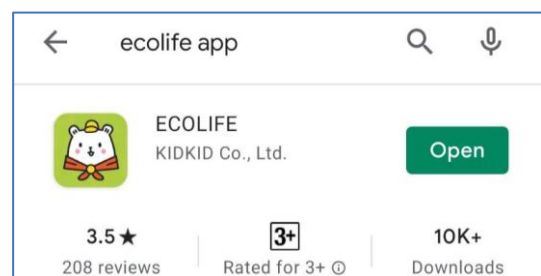 ecolife app
ECOLIFE
KIDKID Co., Ltd.
Open
3.5★
3+
10K+
208 reviews
Rated for 3+ ⓘ
Downloads